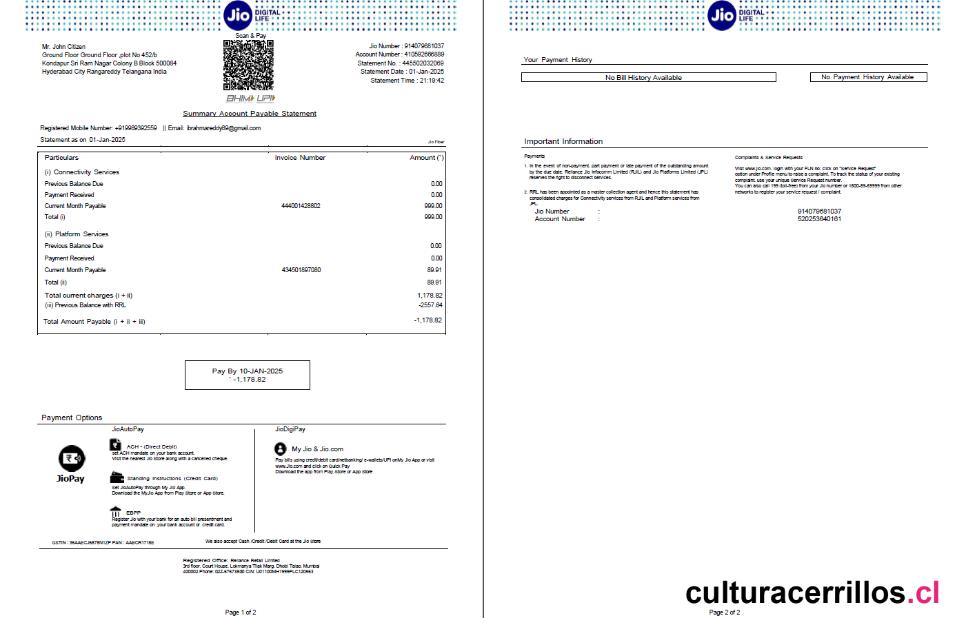 Jio DIGITAL LIFE
Scan & Pay
BHIM UPI
Mr. John Citizen
Ground Floor Ground Floor ,plot No 452/b
Kondapur Sri Ram Nagar Colony B Block 500084
Hyderabad City Rangareddy Telangana India
Jio Number : 914079681037
Account Number : 410592666889
Statement No. : 445502032069
Statement Date : 01-Jan-2025
Statement Time : 21:19:42
Summary Account Payable Statement
Registered Mobile Number: +919989392559 || Email: ibrahmareddy89@gmail.com
Statement as on 01-Jan-2025
Jio Fiber
Particulars Invoice Number Amount (`)
(i) Connectivity Services
Previous Balance Due 0.00
Payment Received 0.00
Current Month Payable 444001428802 999.00
Total (i) 999.00
(ii) Platform Services
Previous Balance Due 0.00
Payment Received 0.00
Current Month Payable 434501897080 89.91
Total (ii) 89.91
Total current charges (i + ii) 1,178.82
(iii) Previous Balance with RRL -2557.64
Total Amount Payable (i + ii + iii) -1,178.82
Pay By 10-JAN-2025
` -1,178.82
Payment Options
JioPay
JioAutoPay
ACH - (Direct Debit)
set ACH mandate on your bank account.
Visit the nearest Jio store along with a cancelled cheque.
Standing Instructions (Credit Card)
Set JioAutoPay through My Jio App.
Download the MyJio App from Play Store or App Store.
EBPP
Register Jio with your bank for an auto bill presentment and
payment mandate on your bank account or credit card.
JioDigiPay
My Jio & Jio.com
Pay bills using credit/debit card/netbanking/ e-wallets/UPI on My Jio App or visit
www.Jio.com and click on Quick Pay
Download the app from Play Store or App Store
We also accept Cash /Credit /Debit Card at the Jio store
Registered Office: Reliance Retail Limited
3rd floor, Court House, Lokmanya Tilak Marg, Dhobi Talao, Mumbai
Page 1 of 2
Jio DIGITAL LIFE
Your Payment History
No Bill History Available
No Payment History Available
Important Information
Payments
1. In the event of non-payment, part payment or late payment of the outstanding amount
by the due date, Reliance Jio Infocomm Limited (RJIL) and Jio Platforms Limited (JPL)
reserves the right to disconnect services.
2. RRL has been appointed as a master collection agent and hence this statement has
consolidated charges for Connectivity services from RJIL and Platform services from
JPL.
Complaints & Service Requests
Visit www.jio.com, login with your FLN no; click on "Service Request"
option under Profile menu to raise a complaint. To track the status of your existing
complaint, use your unique Service Request number.
You can also call 199 (toll-free) from your Jio number or 1800-89-69999 from other
networks to register your service request / complaint.
Jio Number : 914079681037
Account Number : 520253640161
culturacerrillos.cl
Page 2 of 2